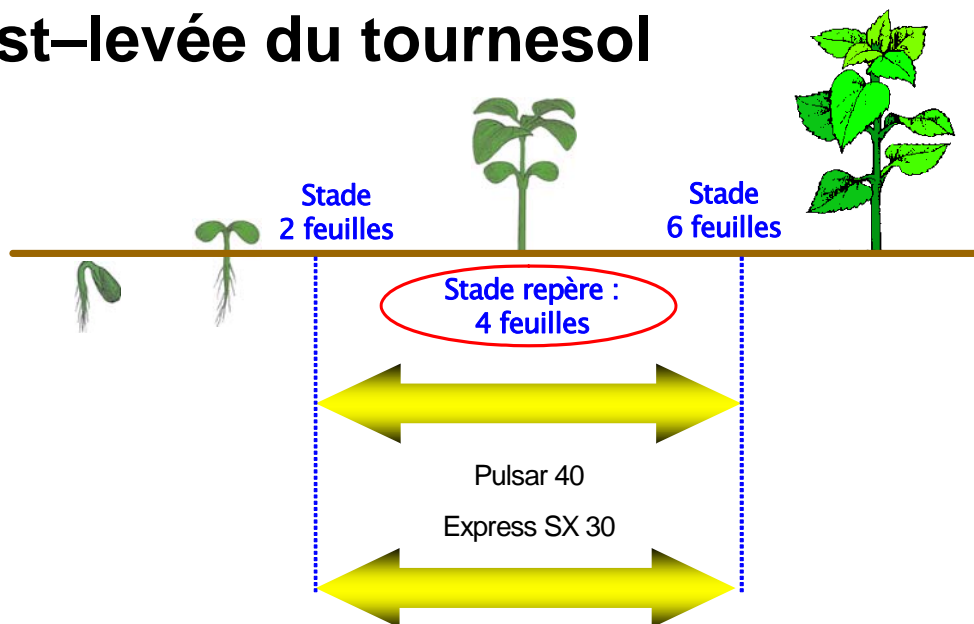 st–levée du tournesol
Stade
2 feuilles
Stade
6 feuilles
Stade repère :
4 feuilles
Pulsar 40
Express SX 30